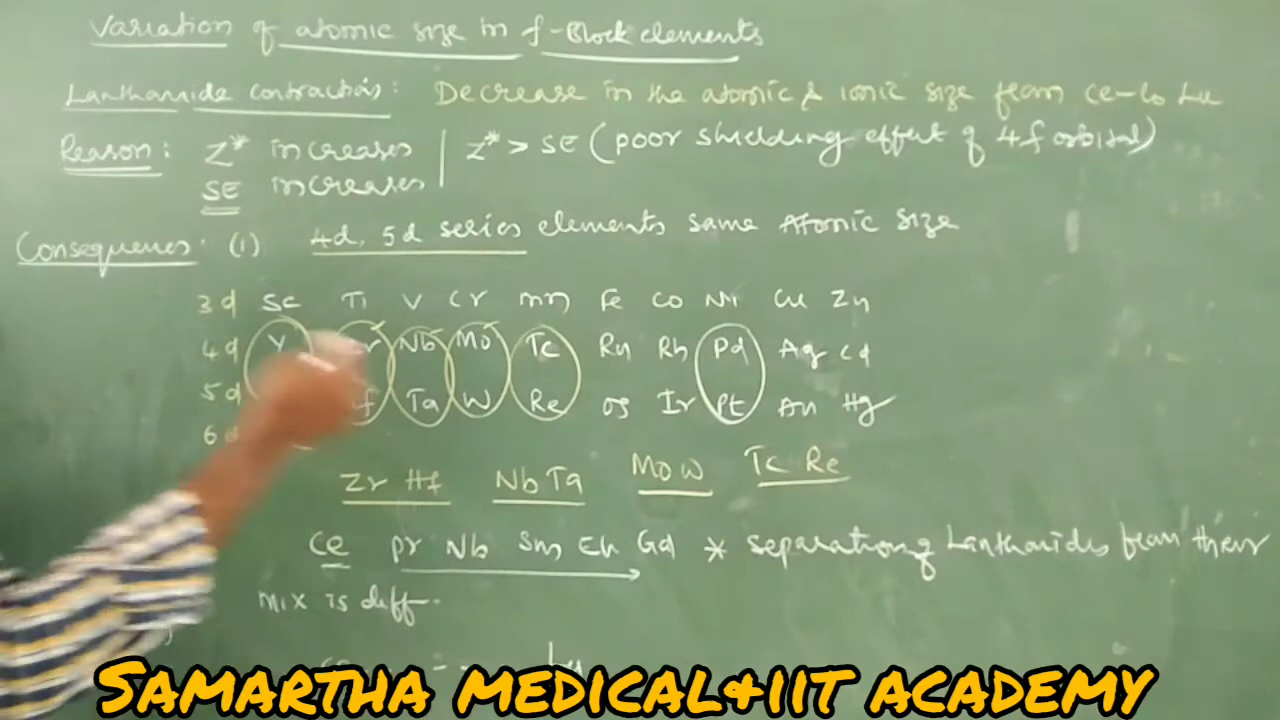 Variation of atomic size in f-Block elements
Lanthanide contraction: Decrease in the atomic & ionic size from Ce-to Lu
Reason: Z* increases | Z* > SE (poor shielding effect of 4f orbital)
SE increases
Consequences: (1) 4d, 5d series elements same Atomic size
3d Sc Ti V Cr Mn Fe Co Ni Cu Zn
4d Y Nb Mo Tc Ru Rh Pd Ag Cd
5d Ta W Re Os Ir Pt Au Hg
6d
Zr Hf Nb Ta Mo W Tc Re
Ce Pr Nb Sm Eu Gd * separation of Lanthanides from their
mix is diff.
Lu
SAMARTHA MEDICAL&IIT ACADEMY